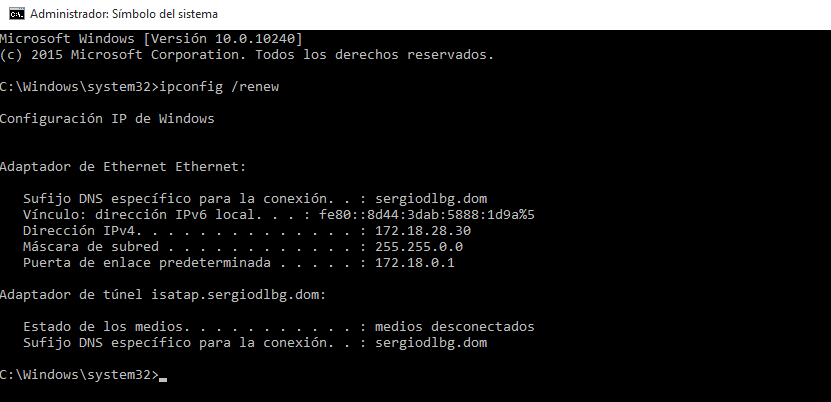 Administrador: Símbolo del sistema
Microsoft Windows [Versión 10.0.10240]
(c) 2015 Microsoft Corporation. Todos los derechos reservados.
C:\Windows\system32>ipconfig /renew
Configuración IP de Windows
Adaptador de Ethernet Ethernet:
Sufijo DNS específico para la conexión. . : sergiodlbg.dom
Vínculo: dirección IPv6 local. . . : fe80::8d44:3dab:5888:1d9a%5
Dirección IPv4. . . . . . . . . . . . . . : 172.18.28.30
Máscara de subred . . . . . . . . . . . . : 255.255.0.0
Puerta de enlace predeterminada . . . . . : 172.18.0.1
Adaptador de túnel isatap.sergiodlbg.dom:
Estado de los medios. . . . . . . . . . . : medios desconectados
Sufijo DNS específico para la conexión. . : sergiodlbg.dom
C:\Windows\system32>_